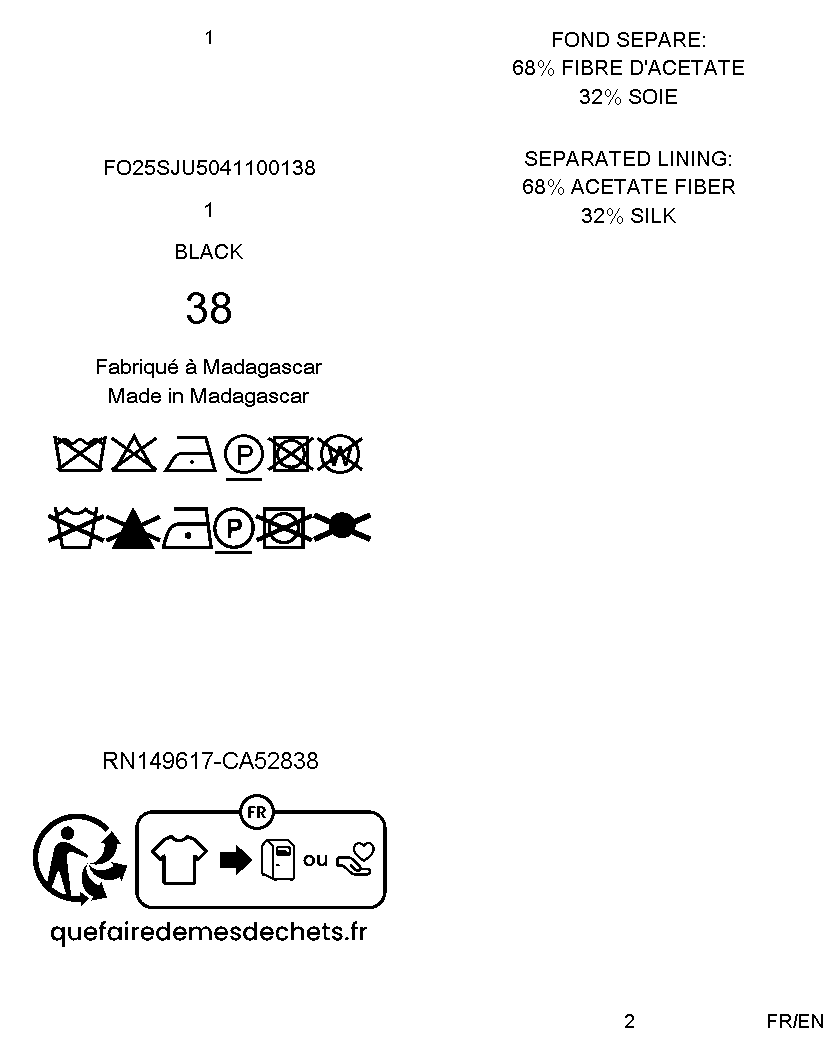 1
FO25SJU5041100138
1
BLACK
38
Fabriqué à Madagascar
Made in Madagascar
P
W
P
RN149617-CA52838
FR
ou
quefairedemesdechets.fr
FOND SEPARE:
68% FIBRE D'ACETATE
32% SOIE
SEPARATED LINING:
68% ACETATE FIBER
32% SILK
2
FR/EN